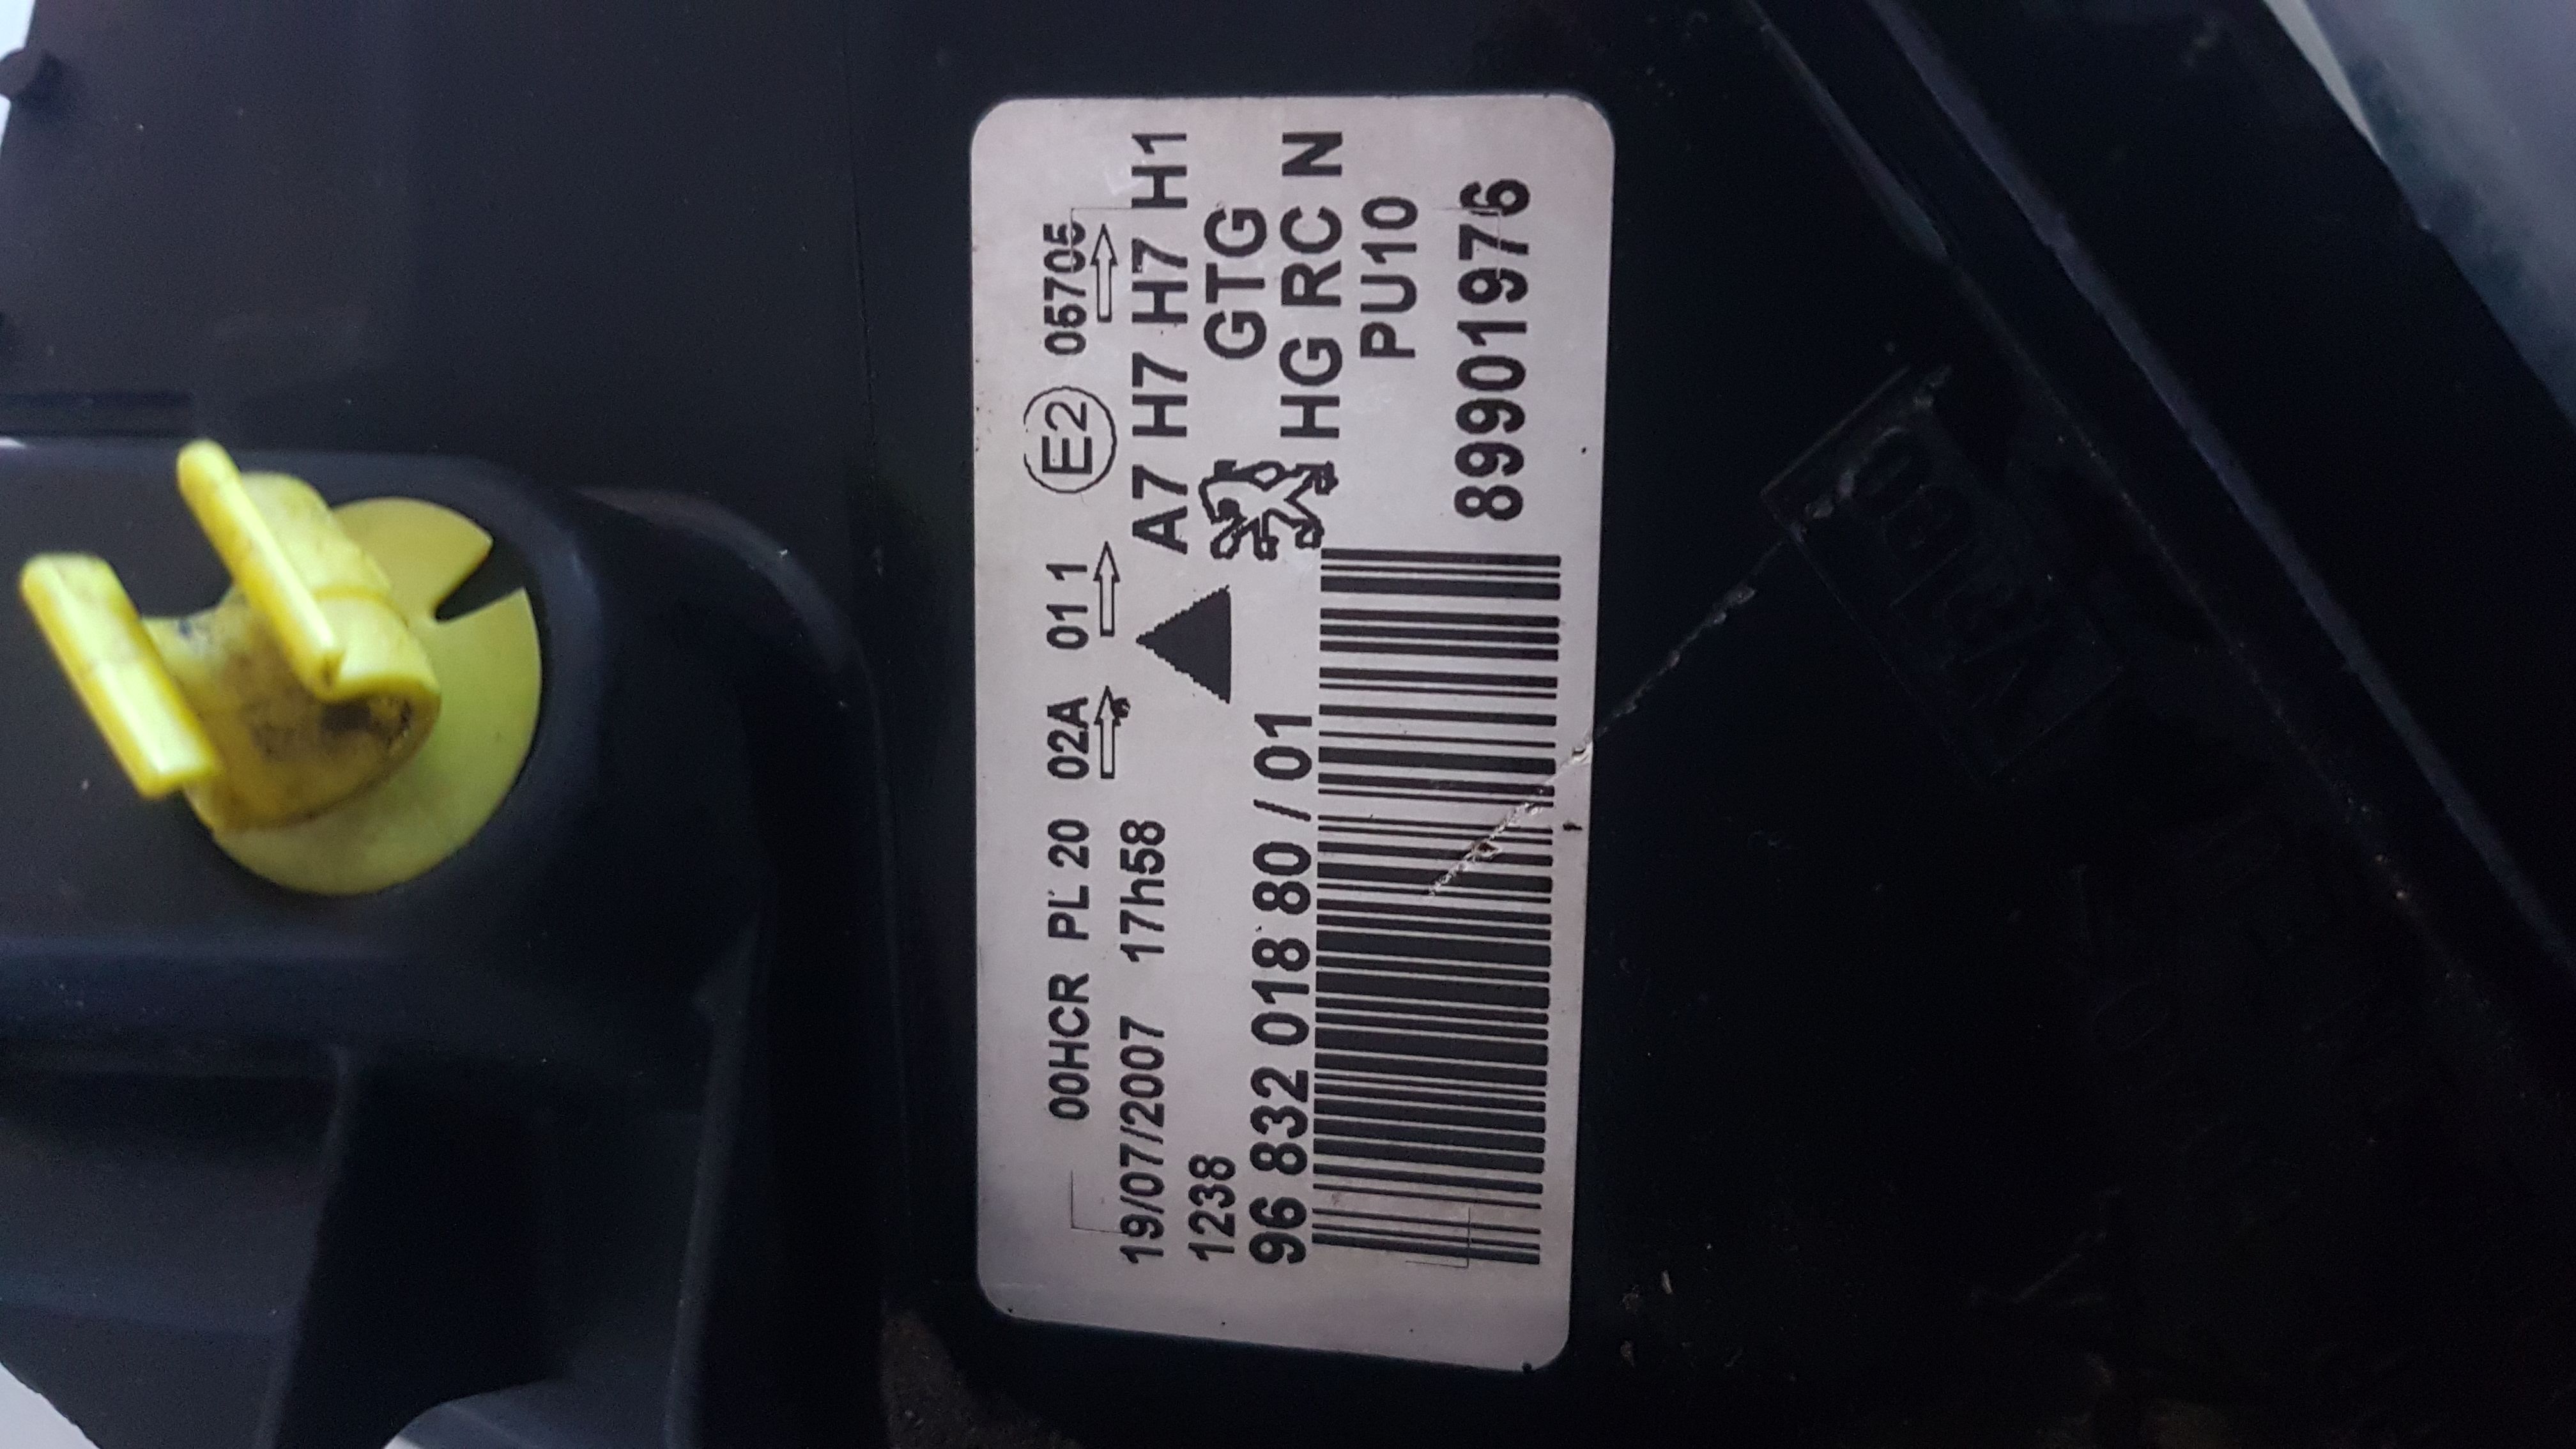 00HCR PL 20 02A 01 1 E2 05705
19/07/2007 17h58 A7 H7 H7 H1
1238 GTG
96 832 018 80 / 01 HG RC N
PU10
89901976